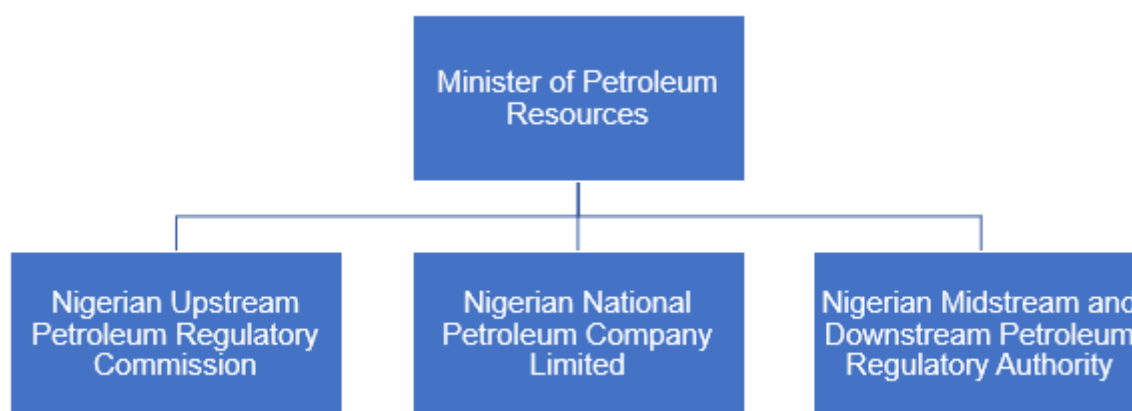 Minister of Petroleum
Resources
Nigerian Upstream
Petroleum Regulatory
Commission
Nigerian National
Petroleum Company
Limited
Nigerian Midstream and
Downstream Petroleum
Regulatory Authority